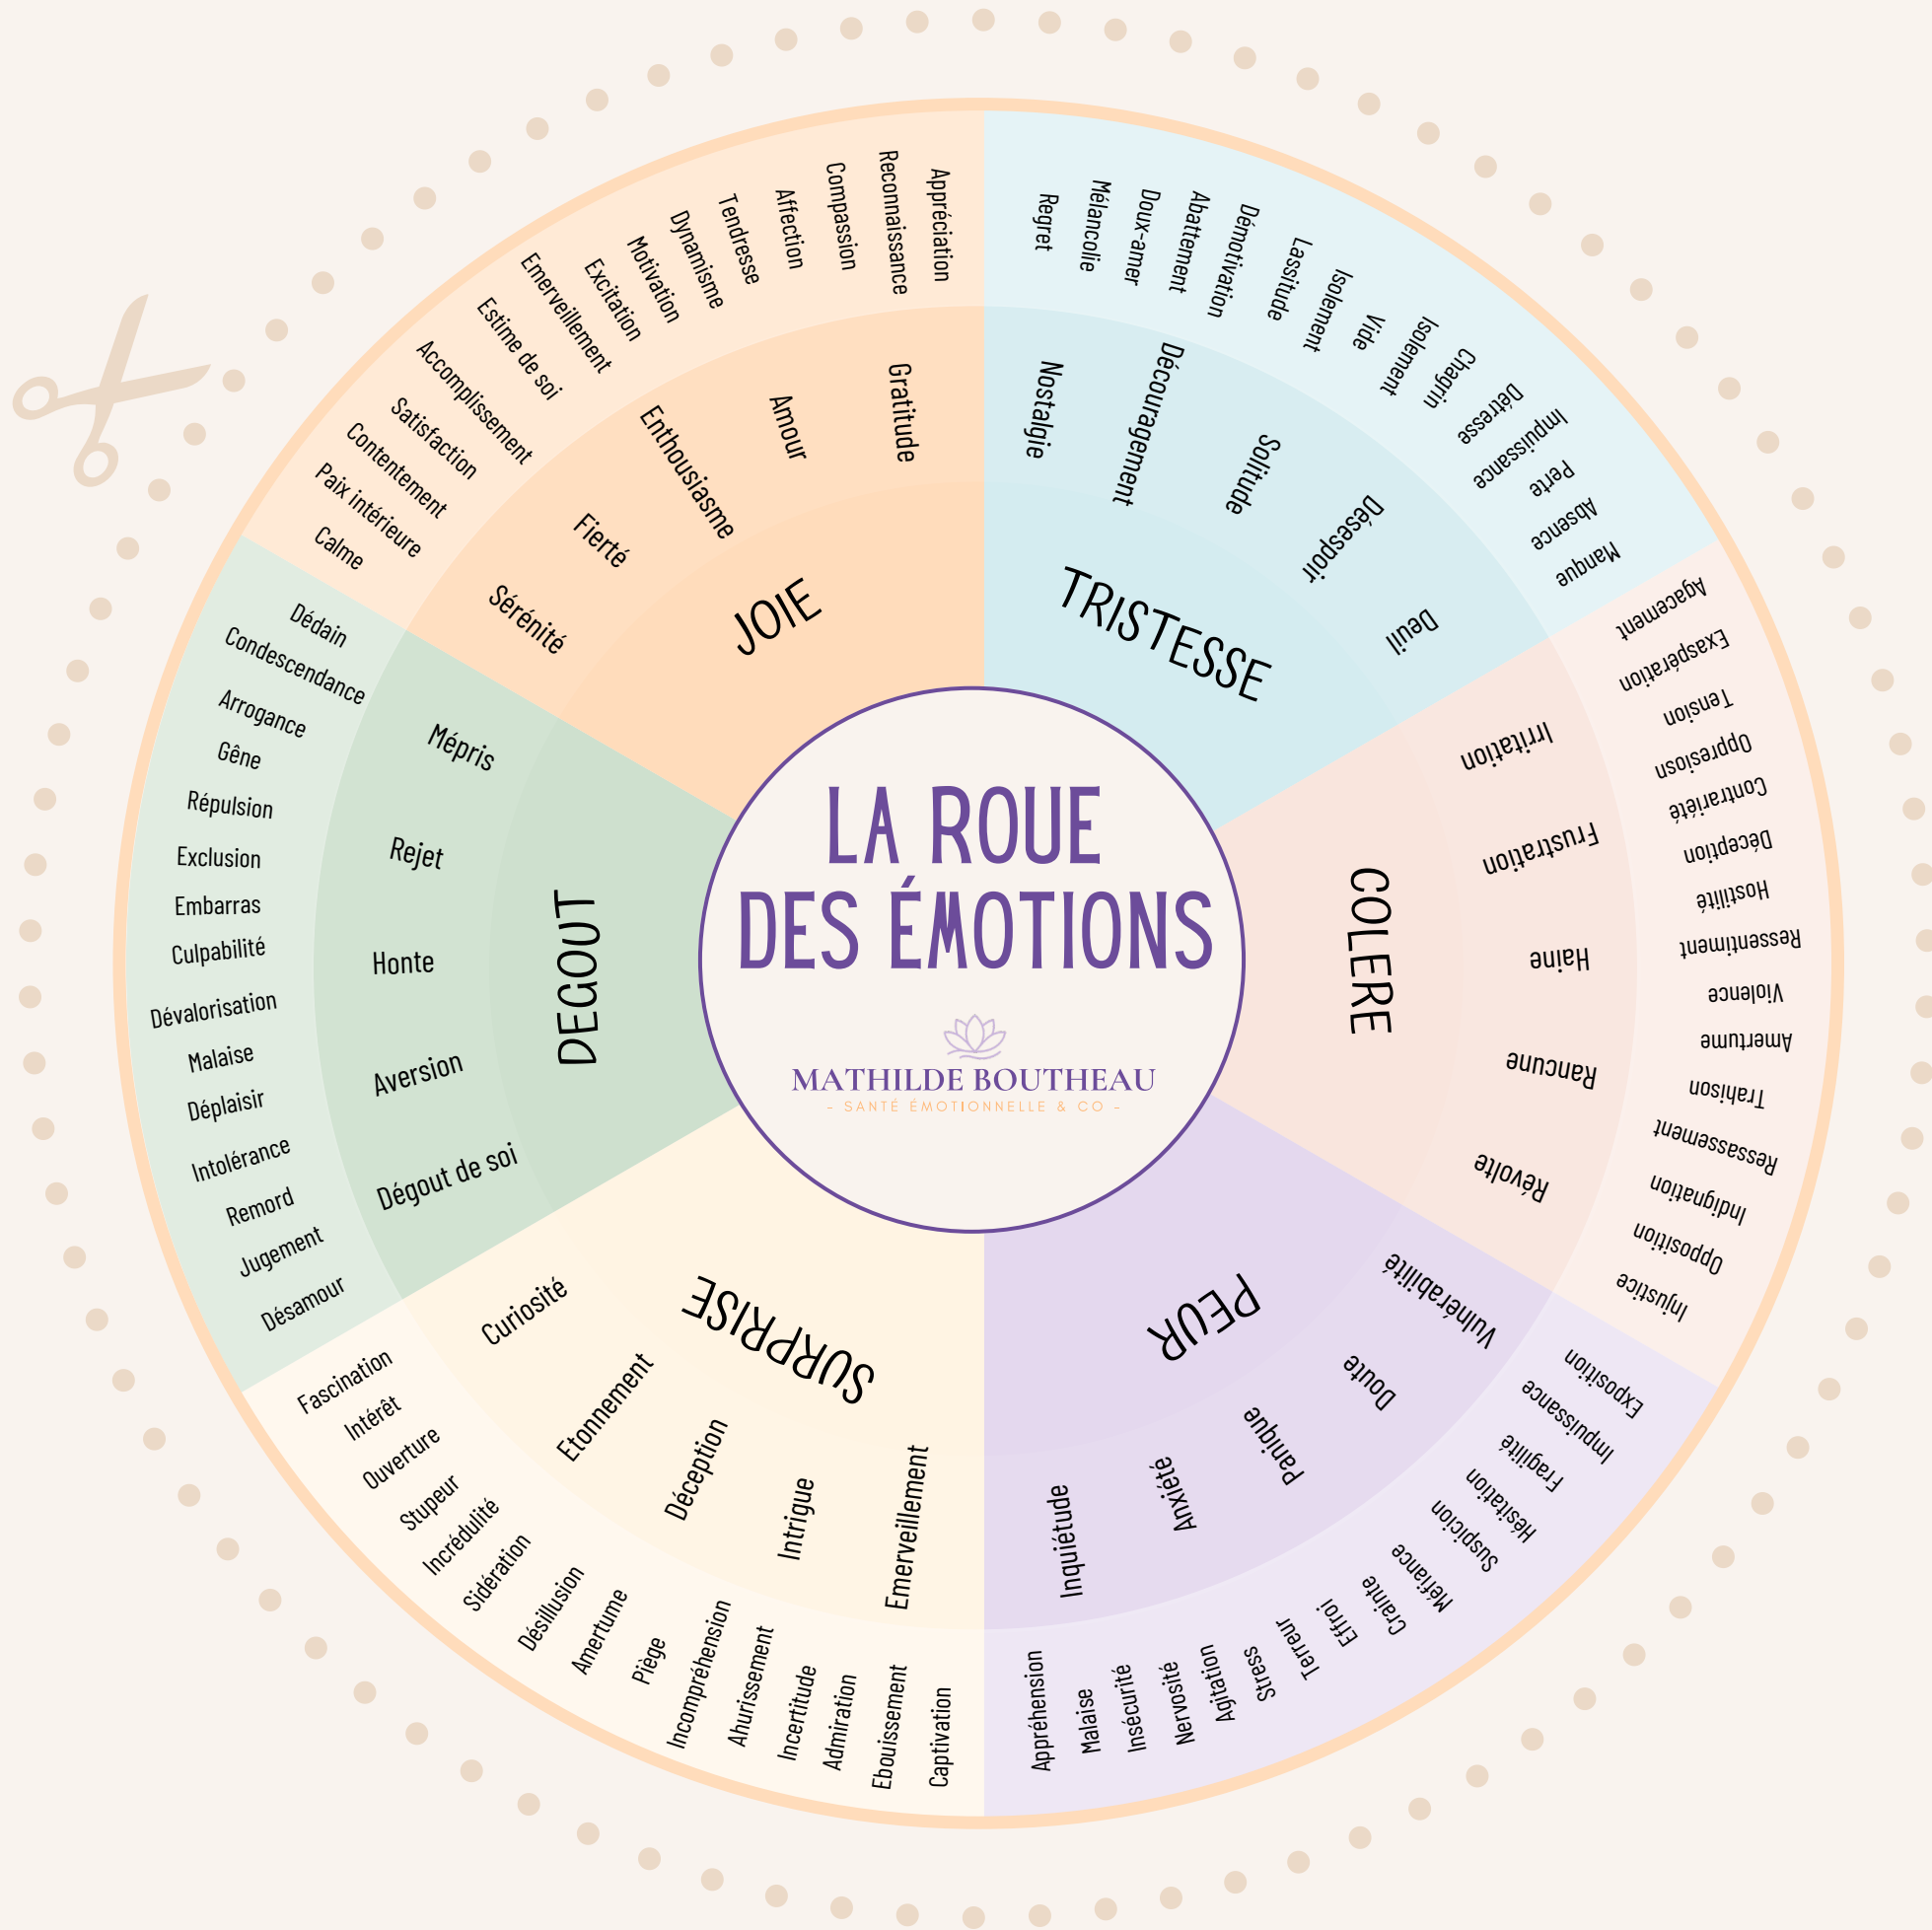 LA ROUE
DES ÉMOTIONS
MATHILDE BOUTHEAU
- SANTÉ ÉMOTIONNELLE & CO -
JOIE
Sérénité
Fierté
Enthousiasme
Amour
Gratitude
Calme
Paix intérieure
Contentement
Satisfaction
Accomplissement
Estime de soi
Emerveillement
Excitation
Motivation
Dynamisme
Tendresse
Affection
Compassion
Reconnaissance
Appréciation
TRISTESSE
Nostalgie
Découragement
Solitude
Désespoir
Deuil
Regret
Mélancolie
Doux-amer
Abattement
Démotivation
Lassitude
Isolement
Vide
Isolement
Chagrin
Détresse
Impuissance
Perte
Absence
Manque
COLERE
Irritation
Frustration
Haine
Rancune
Révolte
Agacement
Exaspération
Tension
Oppresiosn
Contrariété
Déception
Hostilité
Ressentiment
Violence
Amertume
Trahison
Ressassement
Indignation
Opposition
Injustice
PEUR
Vulnérabilité
Doute
Panique
Anxiété
Inquiétude
Exposition
Impuissance
Fragilité
Hésitation
Suspicion
Méfiance
Crainte
Effroi
Terreur
Stress
Agitation
Nervosité
Insécurité
Malaise
Appréhension
SURPRISE
Emerveillement
Intrigue
Déception
Etonnement
Curiosité
Captivation
Ebouissement
Admiration
Incertitude
Ahurissement
Incompréhension
Piège
Amertume
Désillusion
Sidération
Incrédulité
Stupeur
Ouverture
Intérêt
Fascination
DEGOUT
Dégout de soi
Aversion
Honte
Rejet
Mépris
Désamour
Jugement
Remord
Intolérance
Déplaisir
Malaise
Dévalorisation
Culpabilité
Embarras
Exclusion
Répulsion
Gêne
Arrogance
Condescendance
Dédain